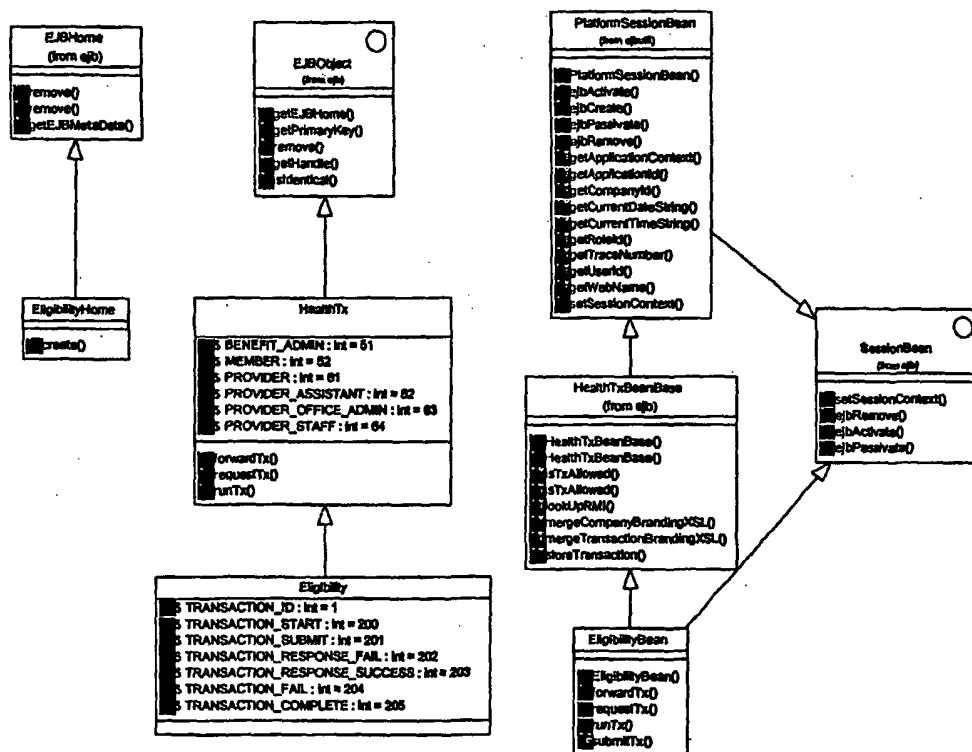 EJBHome
(from ejb)
remove()
remove()
getEJBMetaData()
EligibilityHome
create()
EJBObject
(from ejb)
getEJBHome()
getPrimaryKey()
remove()
getHandle()
isIdentical()
HealthTx
$ BENEFIT_ADMIN : int = 51
$ MEMBER : int = 52
$ PROVIDER : int = 61
$ PROVIDER_ASSISTANT : int = 62
$ PROVIDER_OFFICE_ADMIN : int = 63
$ PROVIDER_STAFF : int = 64
forwardTx()
requestTx()
runTx()
Eligibility
$ TRANSACTION_ID : int = 1
$ TRANSACTION_START : int = 200
$ TRANSACTION_SUBMIT : int = 201
$ TRANSACTION_RESPONSE_FAIL : int = 202
$ TRANSACTION_RESPONSE_SUCCESS : int = 203
$ TRANSACTION_FAIL : int = 204
$ TRANSACTION_COMPLETE : int = 205
PlatformSessionBean
(from ejbutil)
PlatformSessionBean()
ejbActivate()
ejbCreate()
ejbPassivate()
ejbRemove()
getApplicationContext()
getApplicationId()
getCompanyId()
getCurrentDateString()
getCurrentTimeString()
getRoleId()
getTraceNumber()
getUserId()
getWebName()
setSessionContext()
HealthTxBeanBase
(from ejb)
HealthTxBeanBase()
HealthTxBeanBase()
isTxAllowed()
isTxAllowed()
lookUpRMI()
mergeCompanyBrandingXSL()
mergeTransactionBrandingXSL()
storeTransaction()
EligibilityBean
EligibilityBean()
forwardTx()
requestTx()
runTx()
submitTx()
SessionBean
(from ejb)
setSessionContext()
ejbRemove()
ejbActivate()
ejbPassivate()